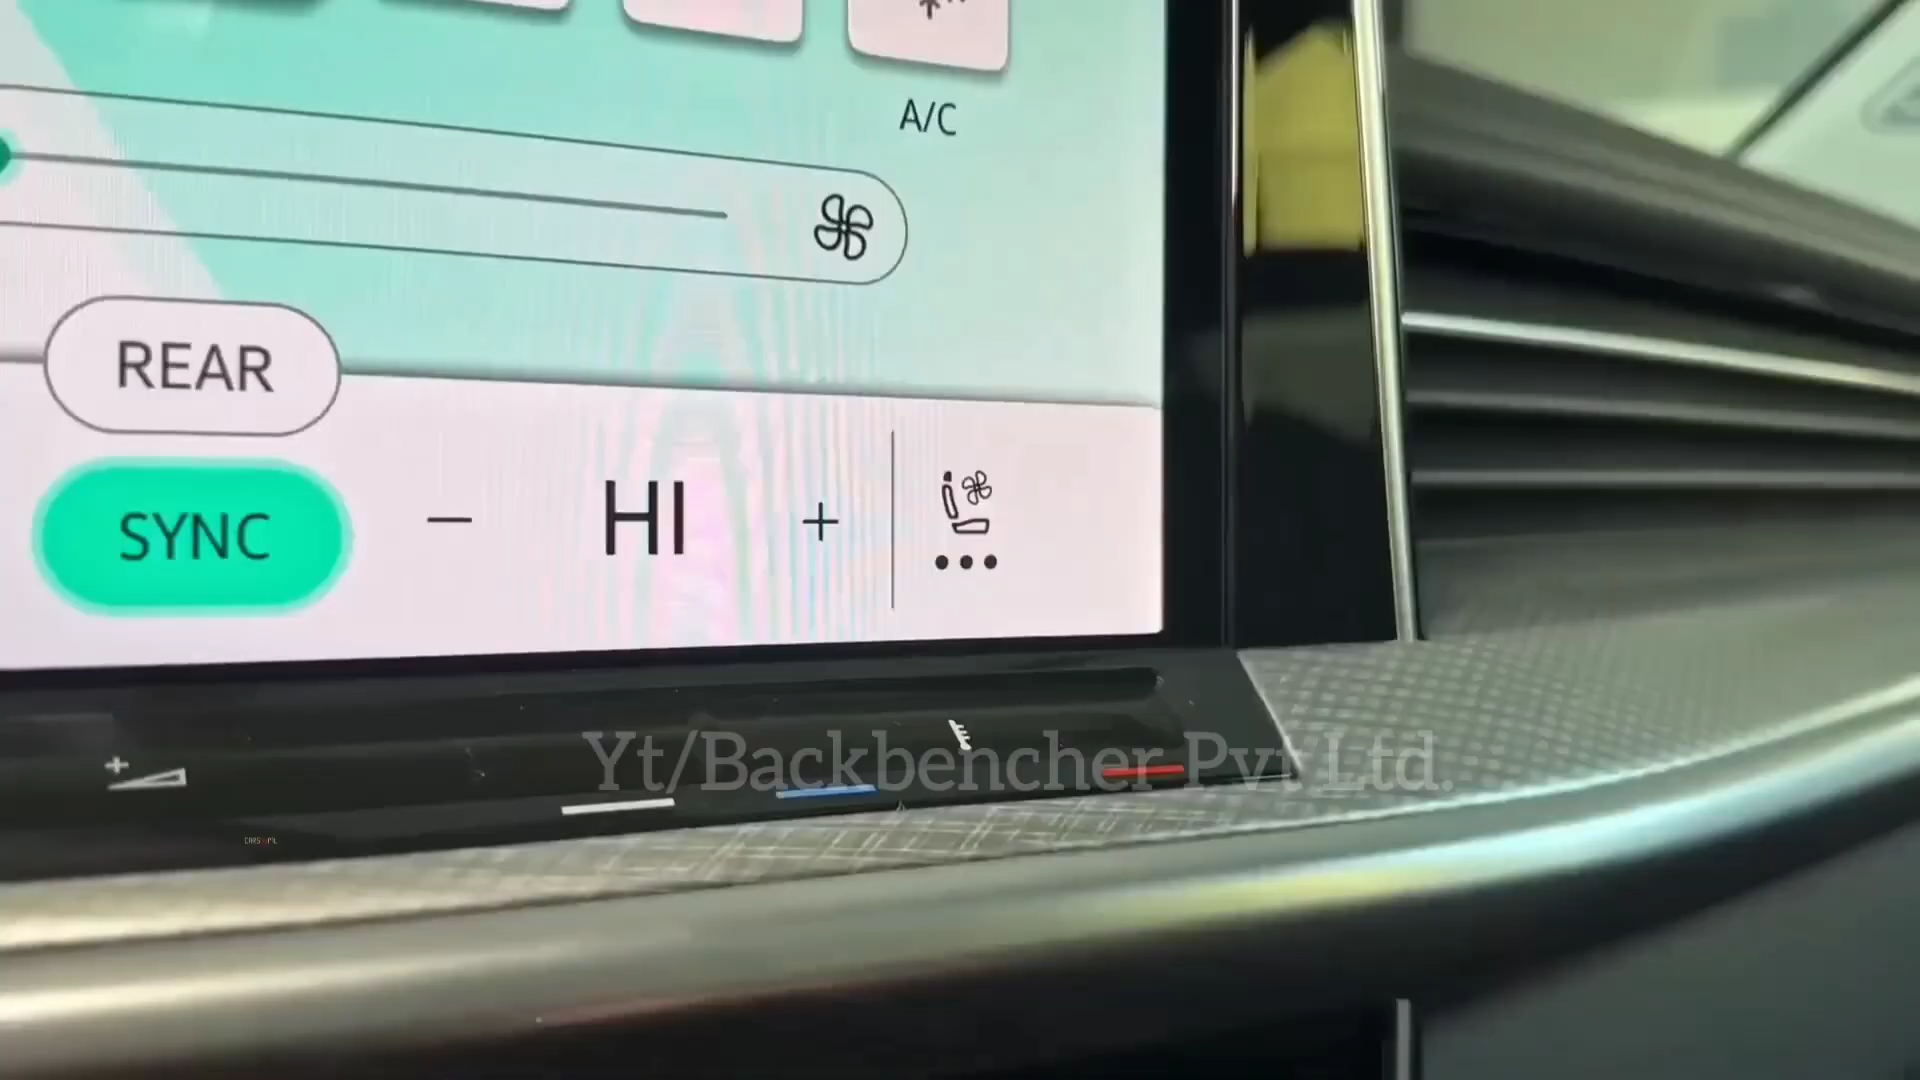 A/C
REAR
SYNC
− HI +
Yt/Backbencher Pvt Ltd.